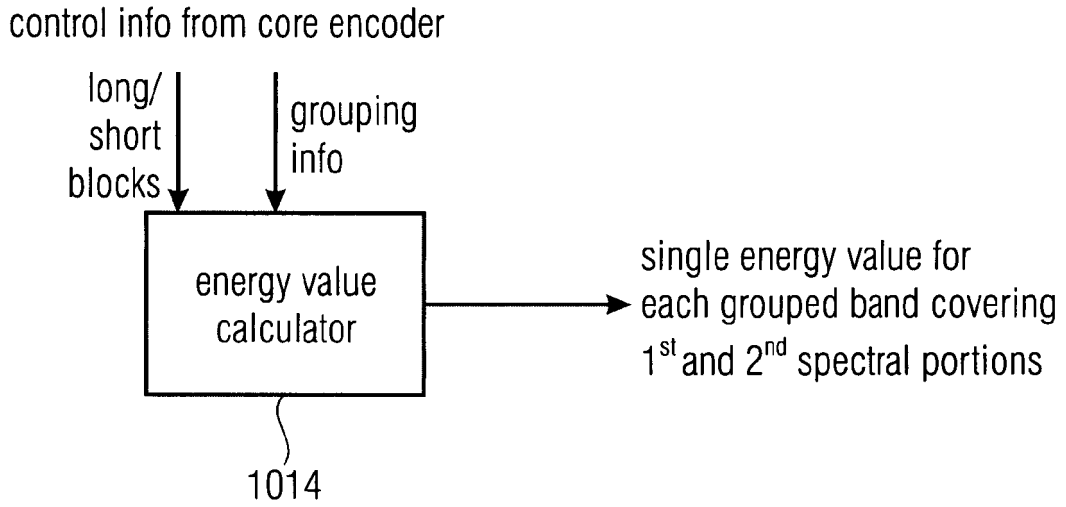 control info from core encoder
long/
short
blocks
grouping
info
energy value
calculator
single energy value for
each grouped band covering
1st and 2nd spectral portions
1014